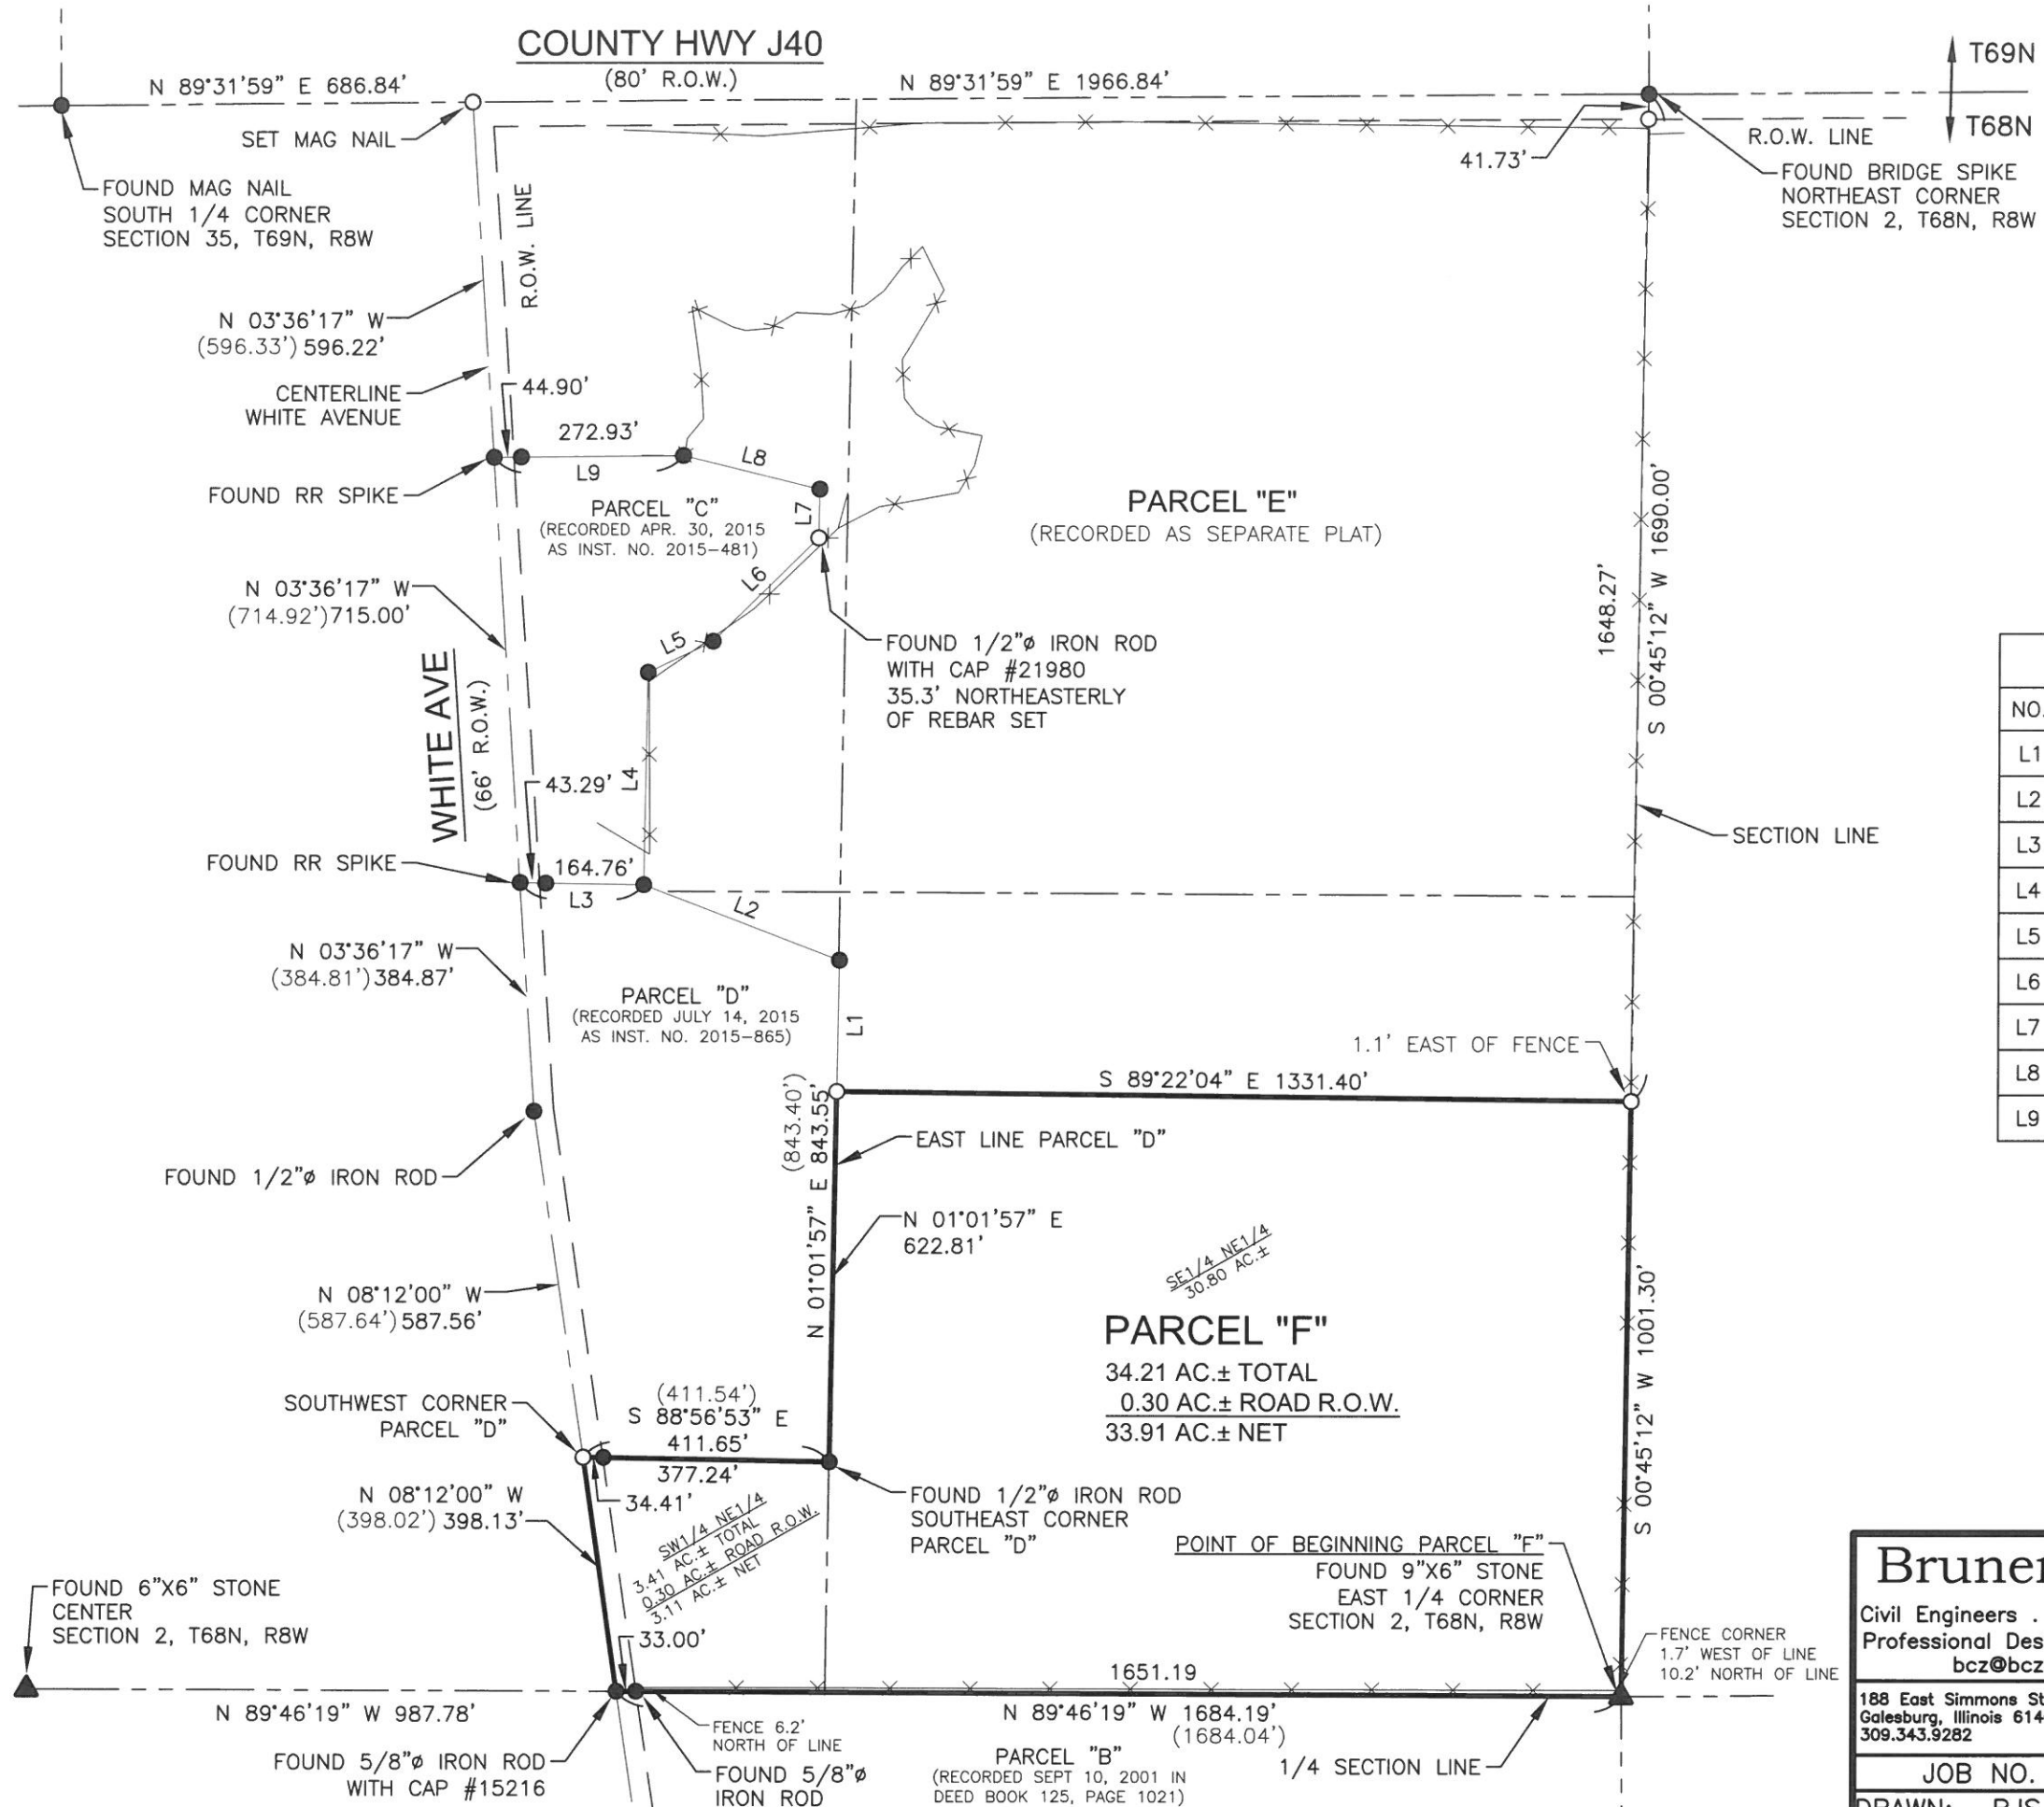 COUNTY HWY J40
(80' R.O.W.)
N 89°31'59" E 686.84'
N 89°31'59" E 1966.84'
T69N
T68N
SET MAG NAIL
R.O.W. LINE
41.73'
FOUND MAG NAIL
SOUTH 1/4 CORNER
SECTION 35, T69N, R8W
FOUND BRIDGE SPIKE
NORTHEAST CORNER
SECTION 2, T68N, R8W
R.O.W. LINE
N 03°36'17" W
(596.33') 596.22'
CENTERLINE
WHITE AVENUE
44.90'
272.93'
L9
L8
FOUND RR SPIKE
PARCEL "C"
(RECORDED APR. 30, 2015
AS INST. NO. 2015-481)
L7
PARCEL "E"
(RECORDED AS SEPARATE PLAT)
L6
N 03°36'17" W
(714.92')715.00'
L5
FOUND 1/2"ø IRON ROD
WITH CAP #21980
35.3' NORTHEASTERLY
OF REBAR SET
1648.27'
S 00°45'12" W 1690.00'
NO.
L1
L2
L3
L4
L5
L6
L7
L8
L9
WHITE AVE
(66' R.O.W.)
43.29'
L4
SECTION LINE
FOUND RR SPIKE
164.76'
L3
L2
N 03°36'17" W
(384.81')384.87'
PARCEL "D"
(RECORDED JULY 14, 2015
AS INST. NO. 2015-865)
L1
1.1' EAST OF FENCE
S 89°22'04" E 1331.40'
(843.40')
N 01°01'57" E 843.55'
EAST LINE PARCEL "D"
FOUND 1/2"ø IRON ROD
N 01°01'57" E
622.81'
SE1/4 NE1/4
30.80 AC.±
N 08°12'00" W
(587.64')587.56'
PARCEL "F"
34.21 AC.± TOTAL
0.30 AC.± ROAD R.O.W.
33.91 AC.± NET
S 00°45'12" W 1001.30'
SOUTHWEST CORNER
PARCEL "D"
(411.54')
S 88°56'53" E
411.65'
377.24'
34.41'
N 08°12'00" W
(398.02') 398.13'
SW1/4 NE1/4
3.41 AC.± TOTAL
0.30 AC.± ROAD R.O.W.
3.11 AC.± NET
FOUND 1/2"ø IRON ROD
SOUTHEAST CORNER
PARCEL "D"
POINT OF BEGINNING PARCEL "F"
FOUND 9"X6" STONE
EAST 1/4 CORNER
SECTION 2, T68N, R8W
FOUND 6"X6" STONE
CENTER
SECTION 2, T68N, R8W
33.00'
FENCE CORNER
1.7' WEST OF LINE
10.2' NORTH OF LINE
1651.19
N 89°46'19" W 987.78'
N 89°46'19" W 1684.19'
(1684.04')
FENCE 6.2'
NORTH OF LINE
FOUND 5/8"ø IRON ROD
WITH CAP #15216
FOUND 5/8"ø
IRON ROD
PARCEL "B"
(RECORDED SEPT 10, 2001 IN
DEED BOOK 125, PAGE 1021)
1/4 SECTION LINE
Bruner
Civil Engineers .
Professional Des
bcz@bcz
188 East Simmons St
Galesburg, Illinois 614
309.343.9282
JOB NO.
DRAWN: RJS